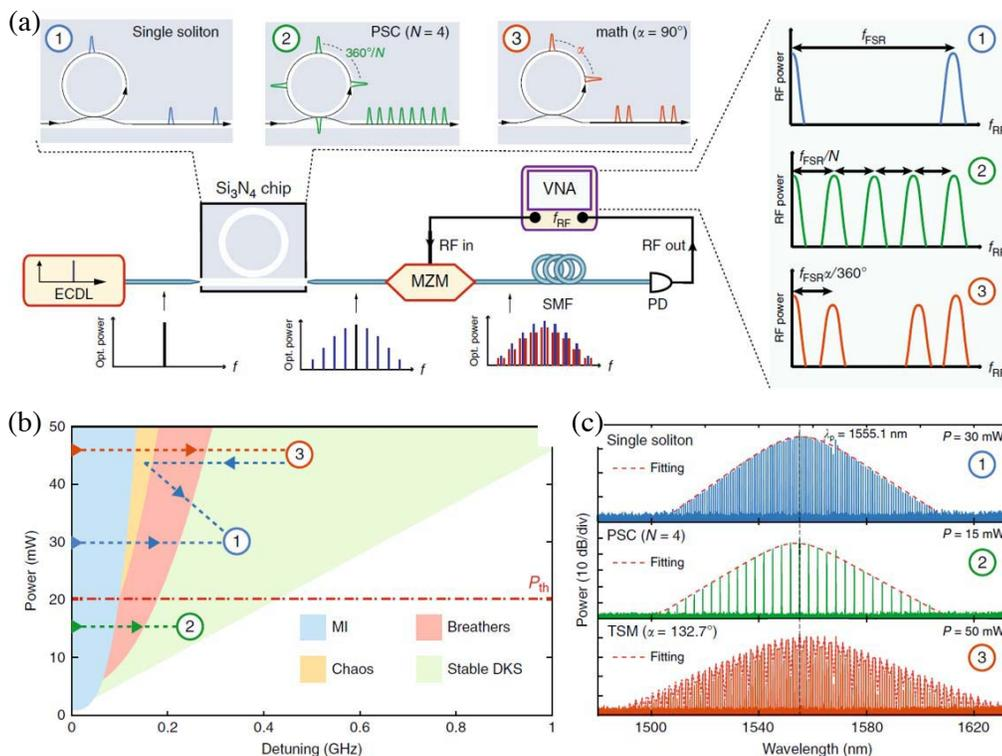 (a)
1
Single soliton
2
PSC (N = 4)
360°/N
3
math (α = 90°)
α
Si₃N₄ chip
ECDL
RF in
MZM
VNA
f_RF
RF out
SMF
PD
Opt. power
f
Opt. power
f
Opt. power
f
RF power
f_FSR
1
f_RF
RF power
f_FSR/N
2
f_RF
RF power
f_FSRα/360°
3
f_RF
(b)
Power (mW)
50
40
30
20
10
0
3
1
P_th
2
MI
Breathers
Chaos
Stable DKS
0
0.2
0.4
0.6
0.8
1
Detuning (GHz)
(c)
Power (10 dB/div)
Single soliton
λ_p = 1555.1 nm
P = 30 mW
Fitting
1
PSC (N = 4)
P = 15 mW
Fitting
2
TSM (α = 132.7°)
P = 50 mW
Fitting
3
1500
1540
1580
1620
Wavelength (nm)